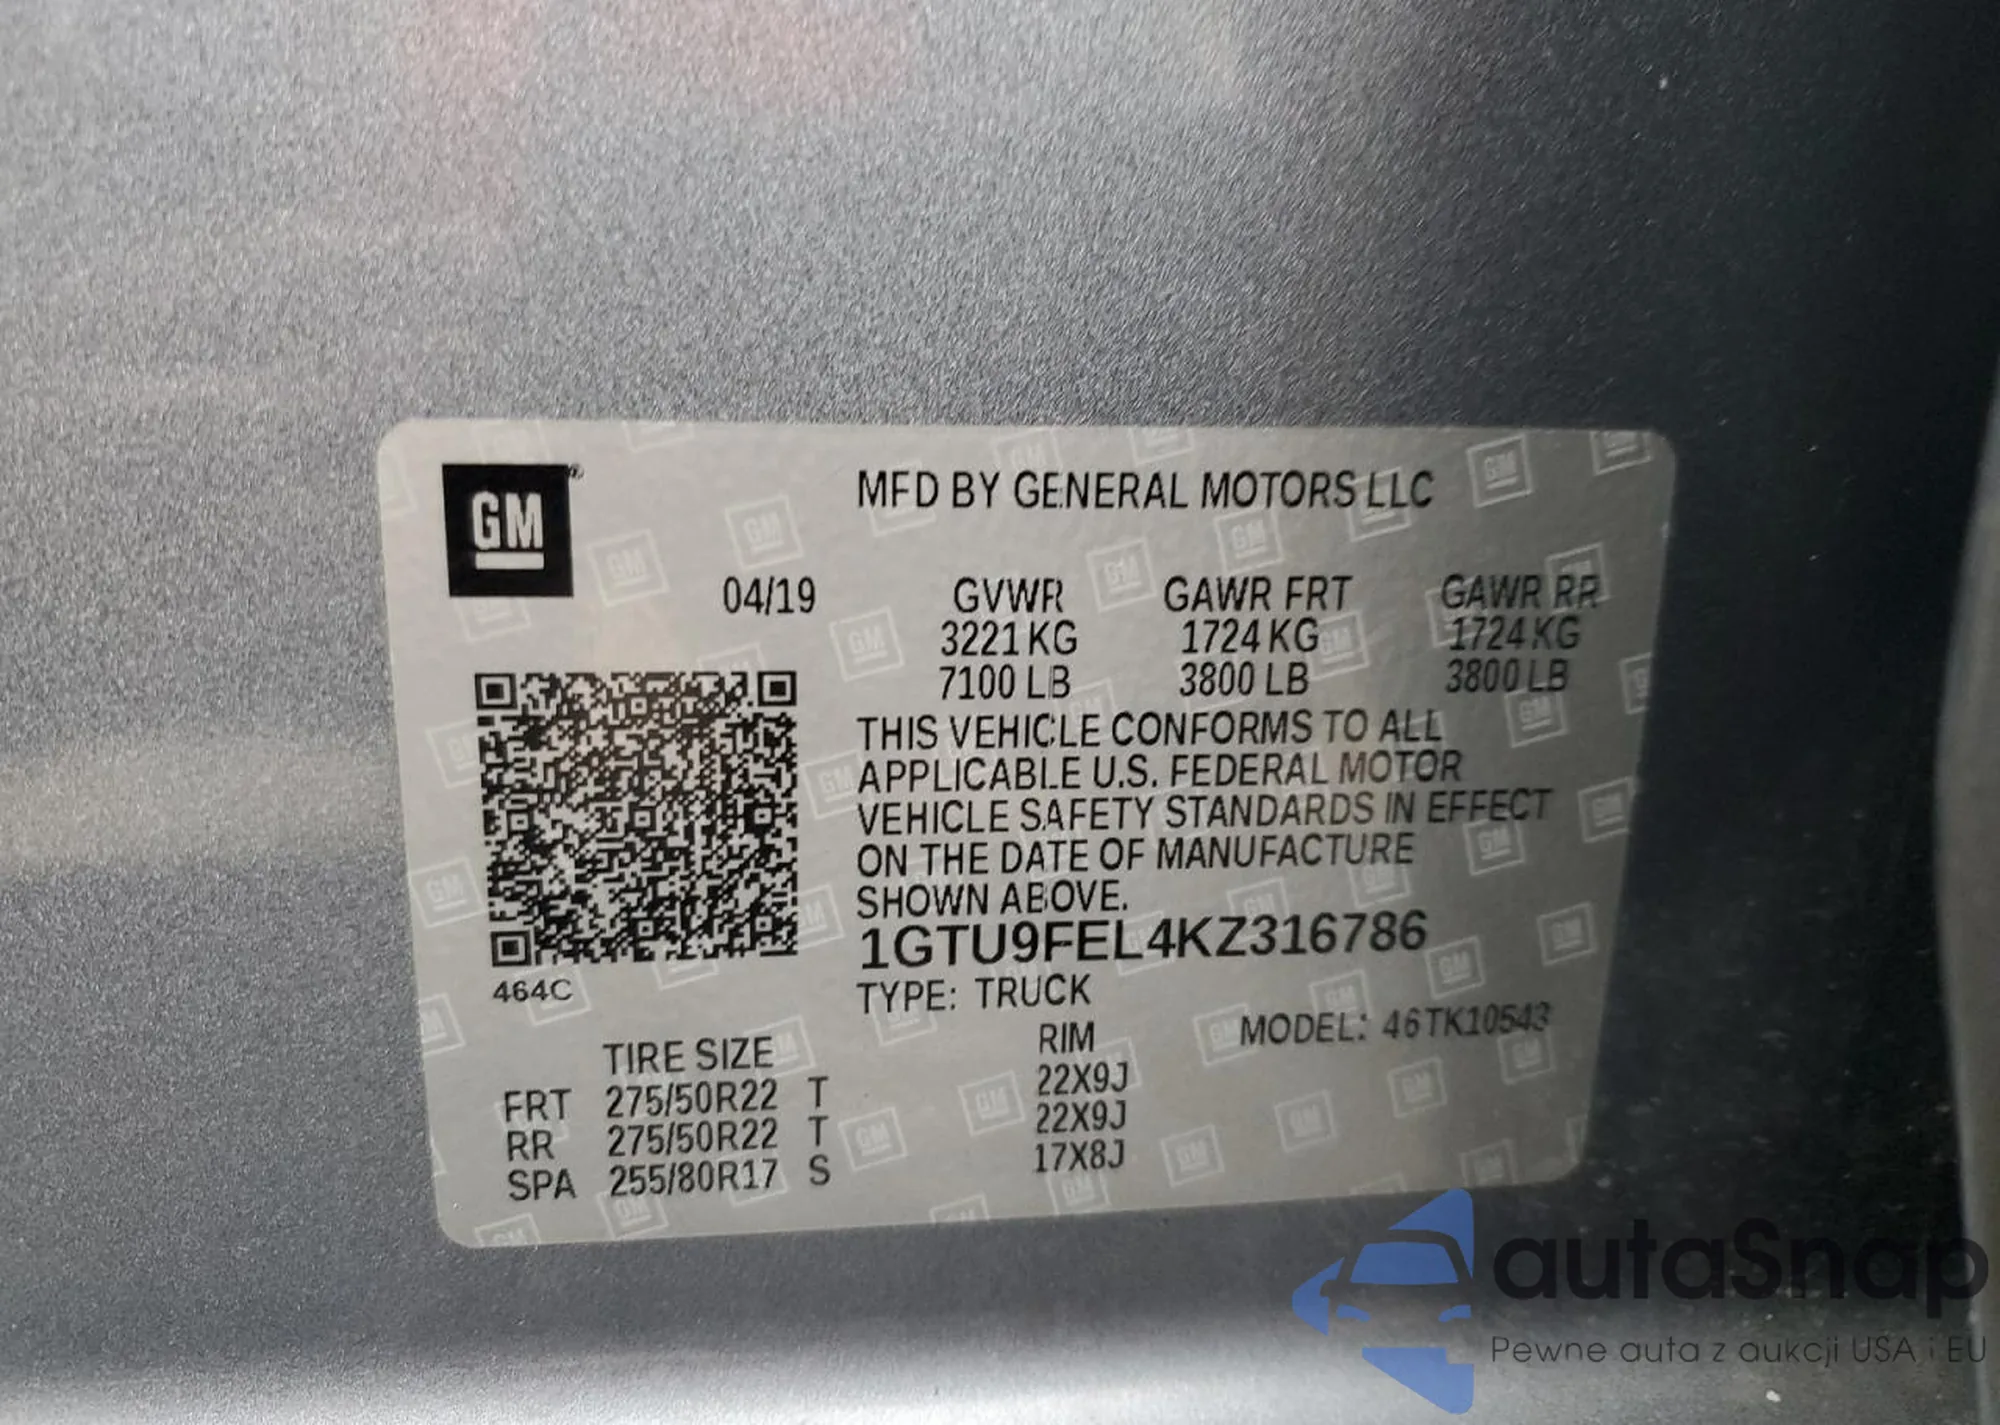 GM®
MFD BY GENERAL MOTORS LLC
04/19 GVWR GAWR FRT GAWR RR
3221 KG 1724 KG 1724 KG
7100 LB 3800 LB 3800 LB
THIS VEHICLE CONFORMS TO ALL
APPLICABLE U.S. FEDERAL MOTOR
VEHICLE SAFETY STANDARDS IN EFFECT
ON THE DATE OF MANUFACTURE
SHOWN ABOVE.
1GTU9FEL4KZ316786
464C
TYPE: TRUCK
MODEL: 46TK10543
TIRE SIZE RIM
FRT 275/50R22 T 22X9J
RR 275/50R22 T 22X9J
SPA 255/80R17 S 17X8J
autaSnap
Pewne auta z aukcji USA i EU